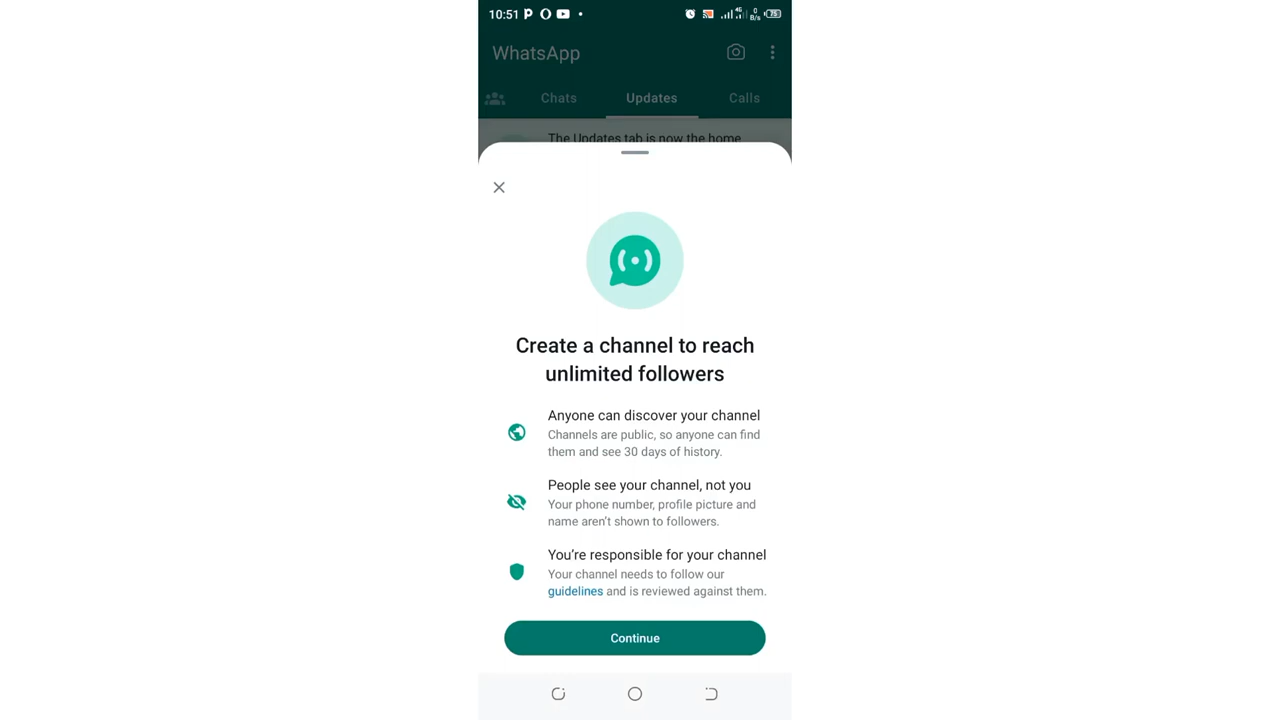 10:51
4G 0 B/s 75
WhatsApp
Chats Updates Calls
The Updates tab is now the home
Create a channel to reach
unlimited followers
Anyone can discover your channel
Channels are public, so anyone can find
them and see 30 days of history.
People see your channel, not you
Your phone number, profile picture and
name aren't shown to followers.
You're responsible for your channel
Your channel needs to follow our
guidelines and is reviewed against them.
Continue